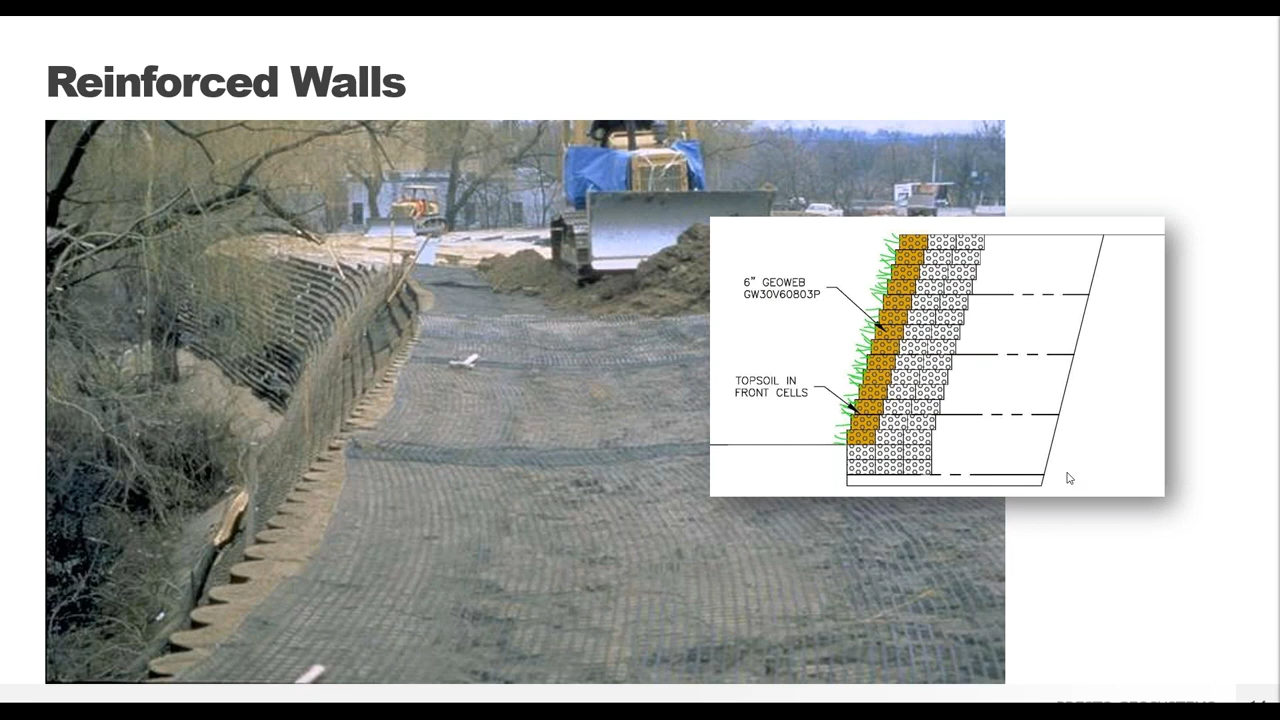 Reinforced Walls
6" GEOWEB
GW30V60803P
TOPSOIL IN
FRONT CELLS